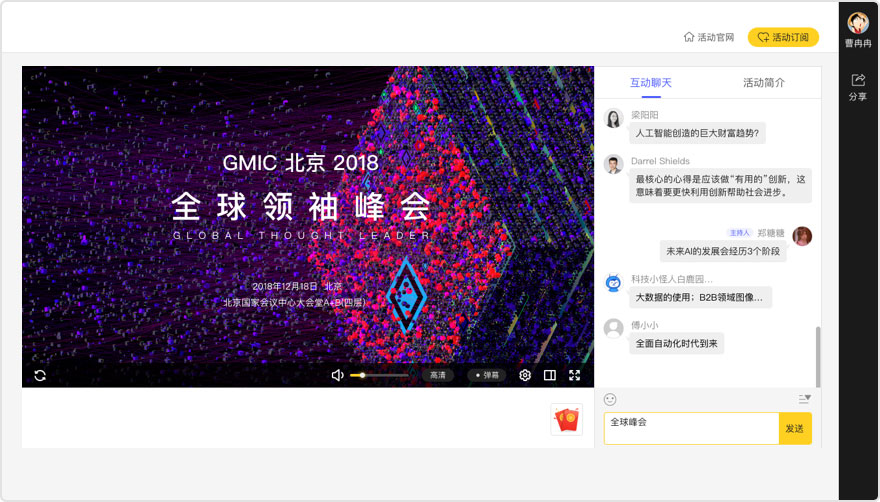 活动官网
活动订阅
曹冉冉
分享
GMIC 北京 2018
全球领袖峰会
GLOBAL THOUGHT LEADER
2018年12月18日 北京
北京国家会议中心大会堂A+B(四层)
高清
弹幕
互动聊天
活动简介
梁阳阳
人工智能创造的巨大财富趋势?
Darrel Shields
最核心的心得是应该做“有用的”创新，这
意味着要更快利用创新帮助社会进步。
主持人 郑糖糖
未来AI的发展会经历3个阶段
科技小怪人白鹿园...
大数据的使用；B2B领域图像...
傅小小
全面自动化时代到来
全球峰会
发送